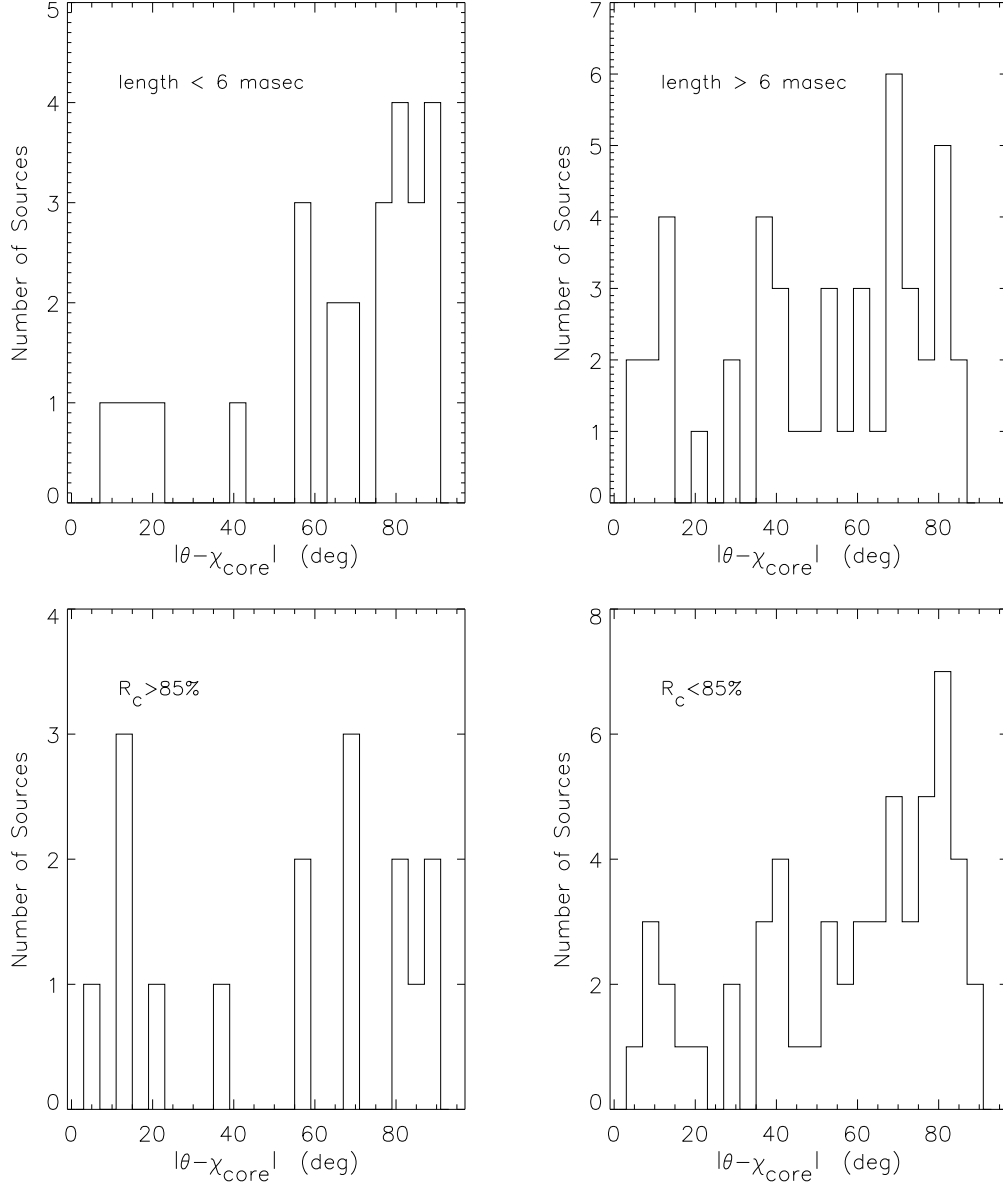 length < 6 masec
Number of Sources
0 1 2 3 4 5
0 20 40 60 80
|θ−χcore| (deg)
length > 6 masec
Number of Sources
0 1 2 3 4 5 6 7
0 20 40 60 80
|θ−χcore| (deg)
Rc>85%
Number of Sources
0 1 2 3 4
0 20 40 60 80
|θ−χcore| (deg)
Rc<85%
Number of Sources
0 2 4 6 8
0 20 40 60 80
|θ−χcore| (deg)